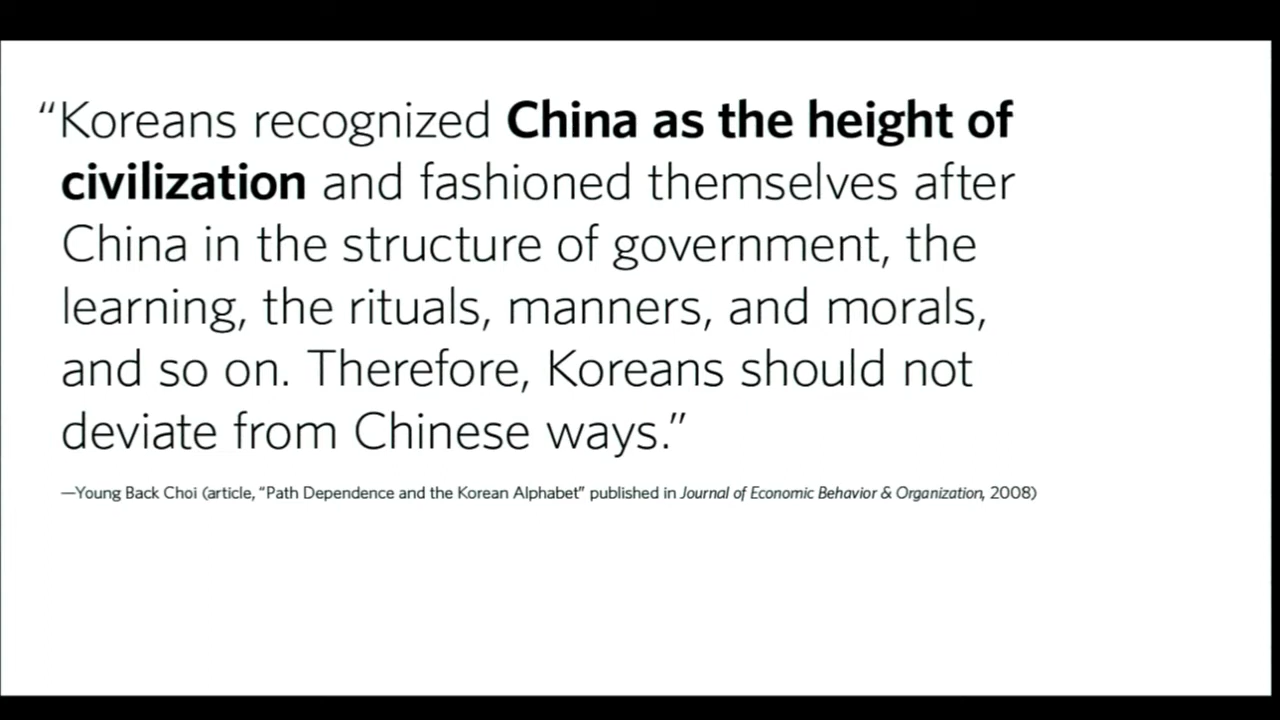 “Koreans recognized China as the height of
civilization and fashioned themselves after
China in the structure of government, the
learning, the rituals, manners, and morals,
and so on. Therefore, Koreans should not
deviate from Chinese ways.”
—Young Back Choi (article, “Path Dependence and the Korean Alphabet” published in Journal of Economic Behavior & Organization, 2008)